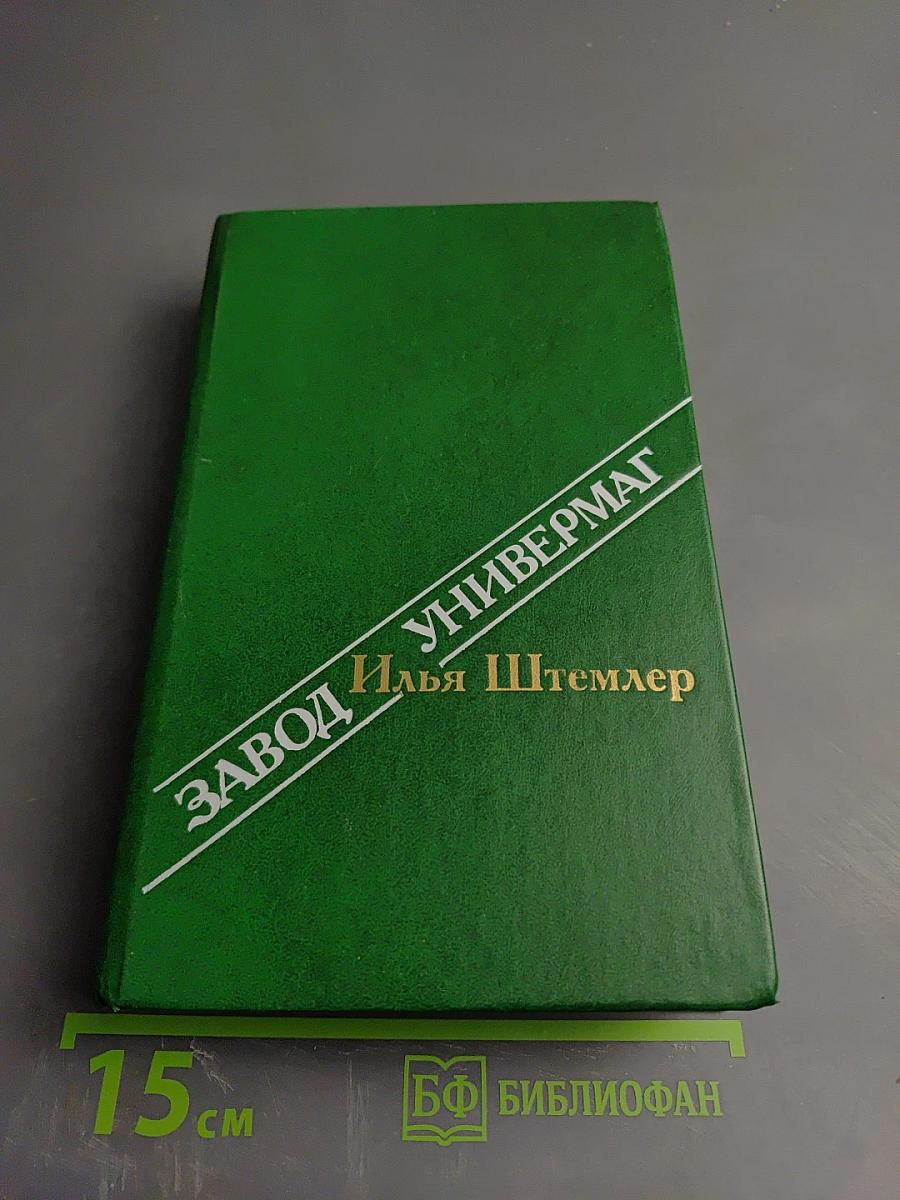 ЗАВОД
УНИВЕРМАГ
Илья Штемлер
15 см
БФ БИБЛИОФАН